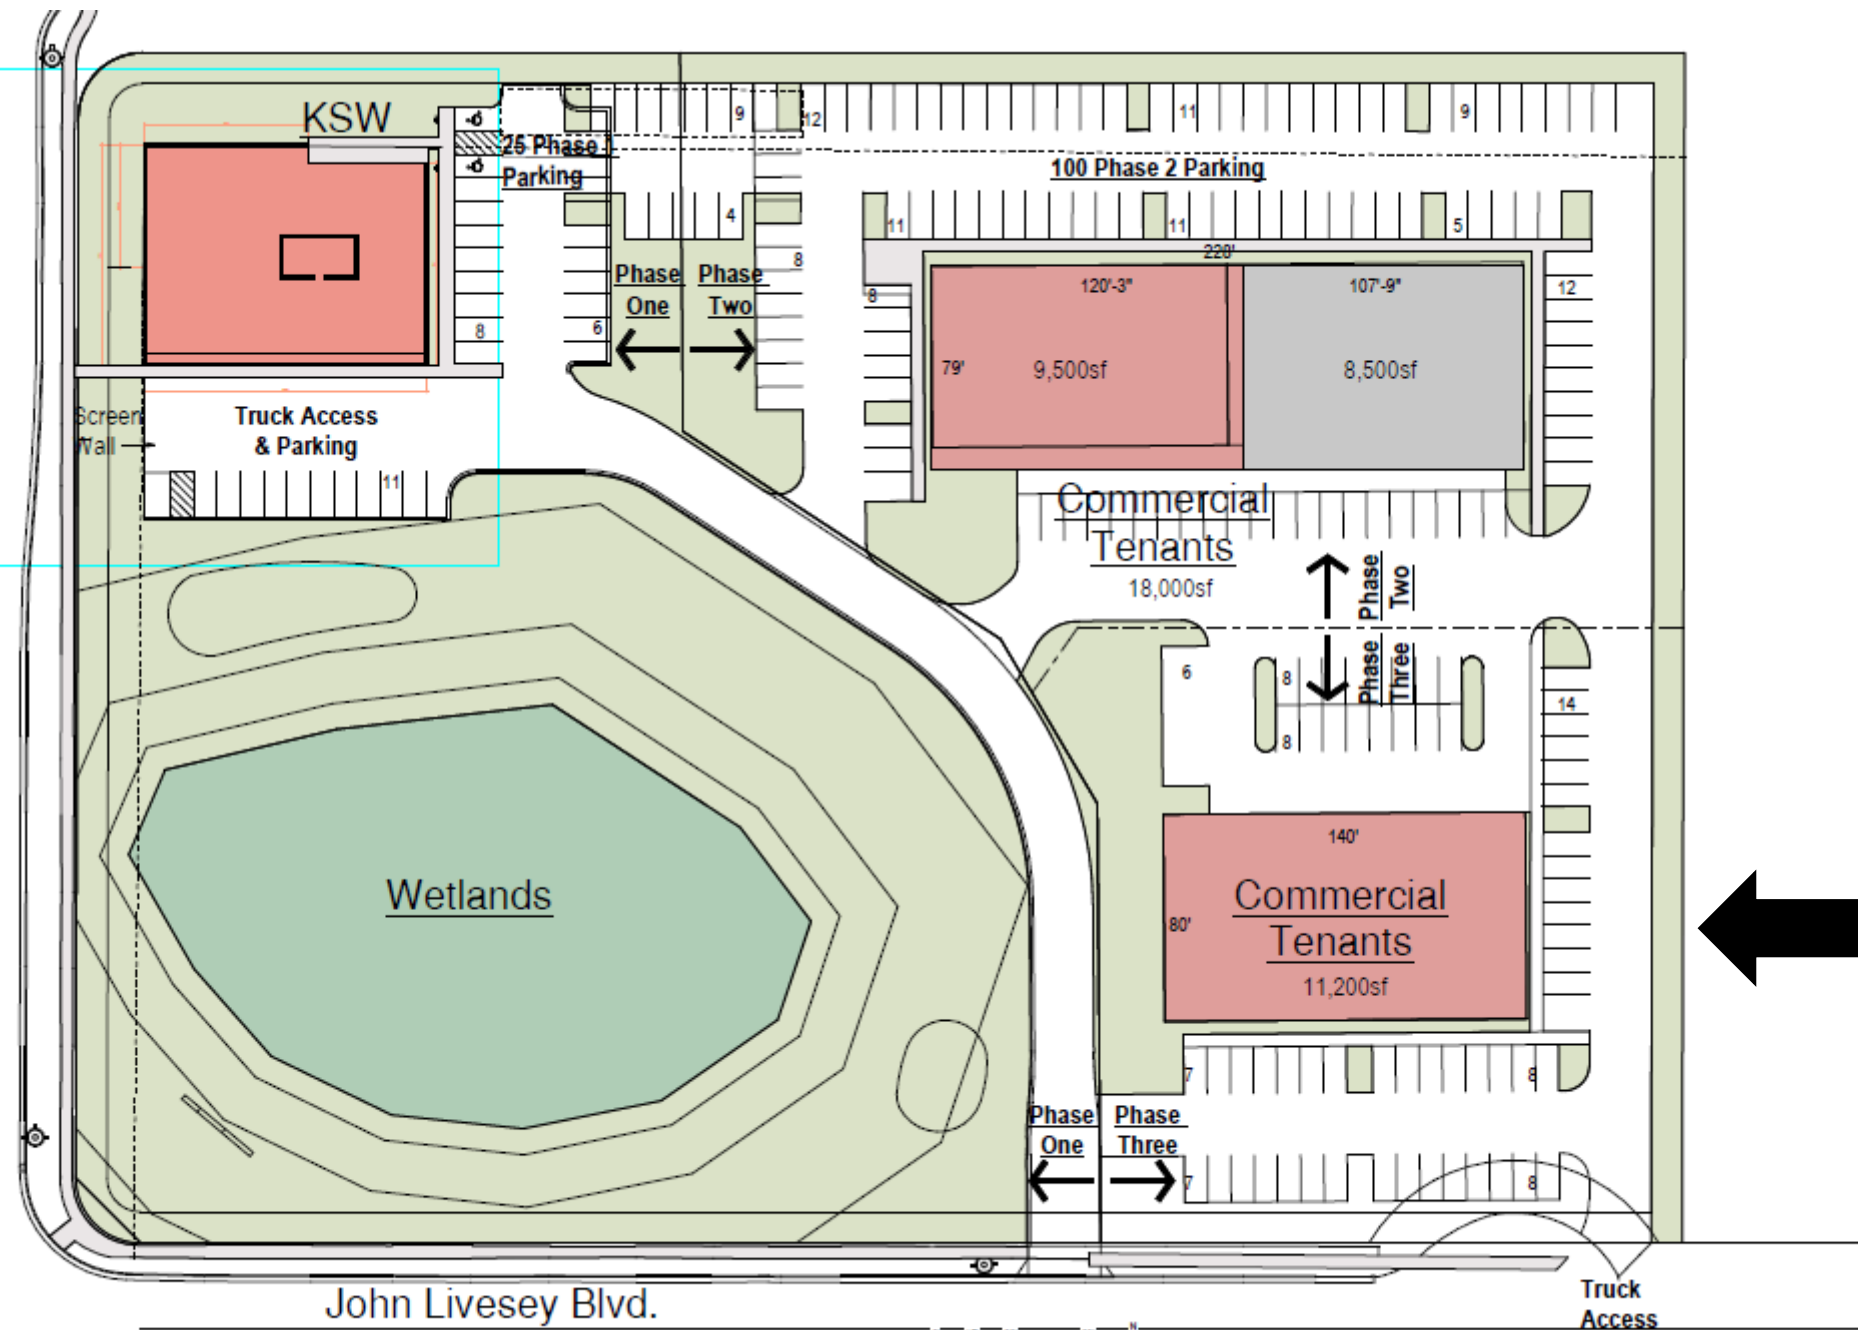 KSW
9
12
11
9
25 Phase 1
Parking
100 Phase 2 Parking
4
11
11
5
8
228'
Phase
One
Phase
Two
120'-3"
107'-9"
8
12
8
6
79'
9,500sf
8,500sf
Screen
Wall
Truck Access
& Parking
11
Commercial
Tenants
18,000sf
Phase
Two
Phase
Three
6
8
14
8
140'
Wetlands
80'
Commercial
Tenants
11,200sf
7
8
Phase
One
Phase
Three
7
8
John Livesey Blvd.
Truck
Access
N